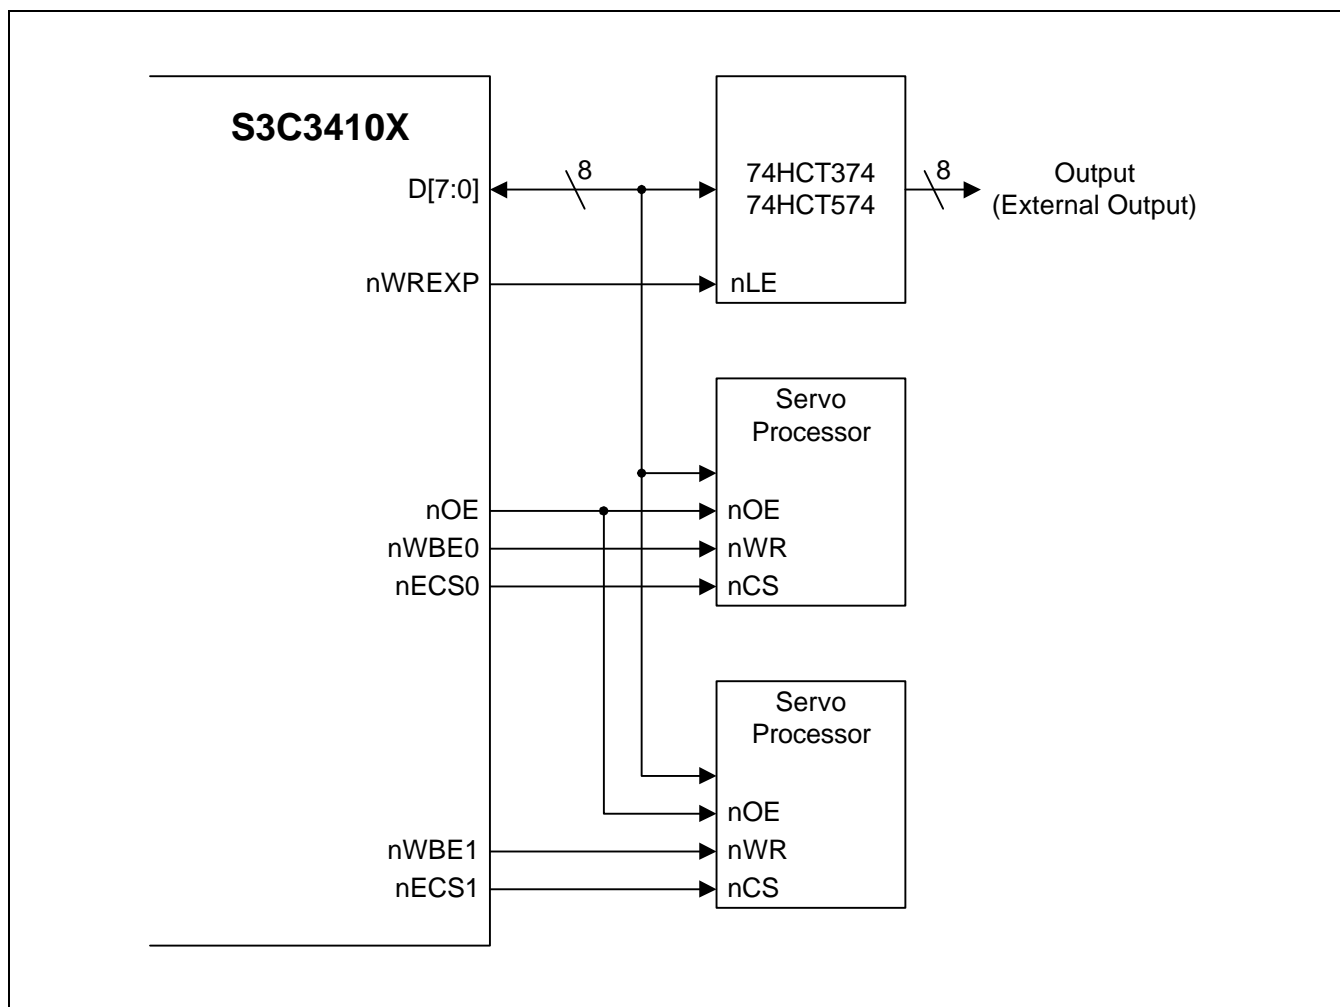 S3C3410X
D[7:0]
8
74HCT374
74HCT574
8
Output
(External Output)
nWREXP
nLE
Servo
Processor
nOE
nOE
nWBE0
nWR
nECS0
nCS
Servo
Processor
nOE
nWBE1
nWR
nECS1
nCS